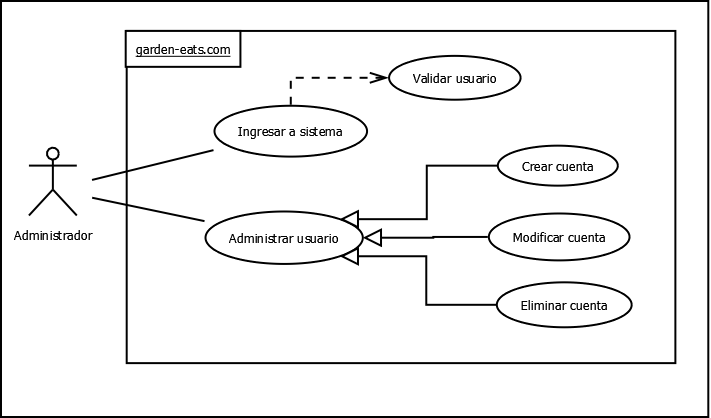 garden-eats.com
Validar usuario
Ingresar a sistema
Crear cuenta
Administrador
Administrar usuario
Modificar cuenta
Eliminar cuenta